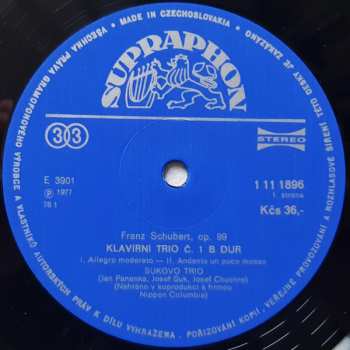 VŠECHNA PRÁVA GRAMOFONOVÉHO VÝROBCE A VLASTNÍKŮ AUTORSKÝCH PRÁV K DÍLU VYHRAZENA. POŘIZOVÁNÍ KOPIÍ, VEŘEJNÉ PROVOZOVÁNÍ A ROZHLASOVÉ ŠÍŘENÍ TÉTO DESKY JE ZAKÁZÁNO • MADE IN CZECHOSLOVAKIA •
SUPRAPHON
33
STEREO
E 3901
℗ 1977
78 1
1 11 1896
1. strana
Kčs 36,-
Franz Schubert, op. 99
KLAVÍRNÍ TRIO Č. 1 B DUR
I. Allegro moderato — II. Andante un poco mosso
SUKOVO TRIO
(Jan Panenka, Josef Suk, Josef Chuchro)
(Nahráno v koprodukci s firmou
Nippon Columbia)